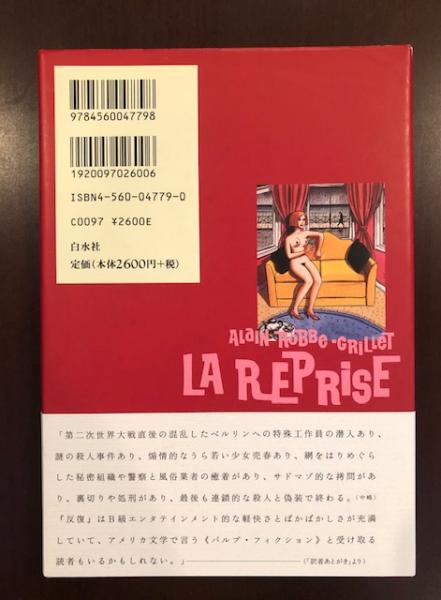 9784560047798
1920097026006
ISBN4-560-04779-0
C0097 ¥2600E
白水社
定価(本体2600円+税)
AlAiN RObBe-GRiLLEt
LA REPRiSE
「第二次世界大戦直後の混乱したベルリンへの特殊工作員の潜入あり、
謎の殺人事件あり、煽情的なうら若い少女売春あり、網をはりめぐら
した秘密組織や警察と風俗業者の癒着があり、サドマゾ的な拷問があ
り、裏切りや処刑があり、最後も連鎖的な殺人と偽装で終わる。(中略)
『反復』はB級エンタテインメント的な軽快さとばかばかしさが充満
していて、アメリカ文学で言う《パルプ・フィクション》と受け取る
読者もいるかもしれない。」
(「訳者あとがき」より)